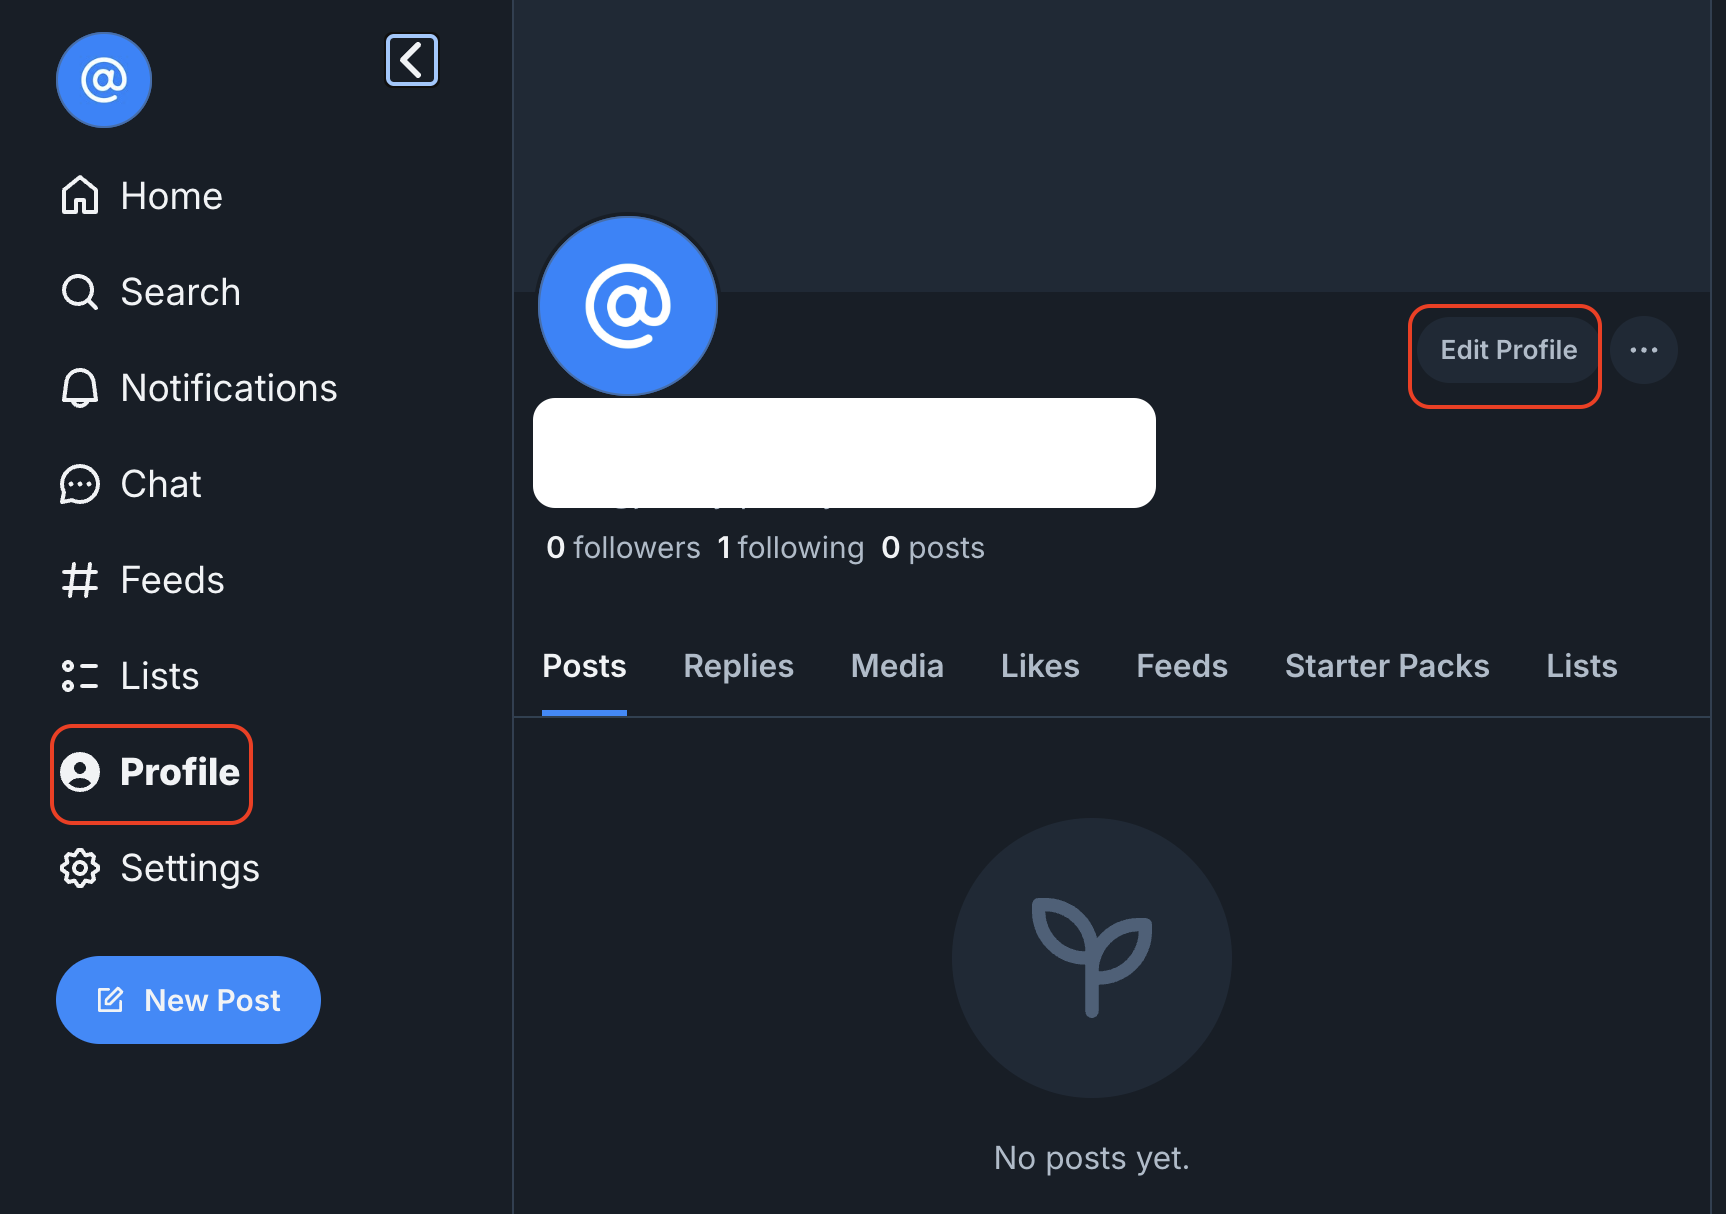 @
Home
Search
Notifications
Chat
Feeds
Lists
Profile
Settings
New Post
@
Edit Profile
0 followers 1 following 0 posts
Posts Replies Media Likes Feeds Starter Packs Lists
No posts yet.